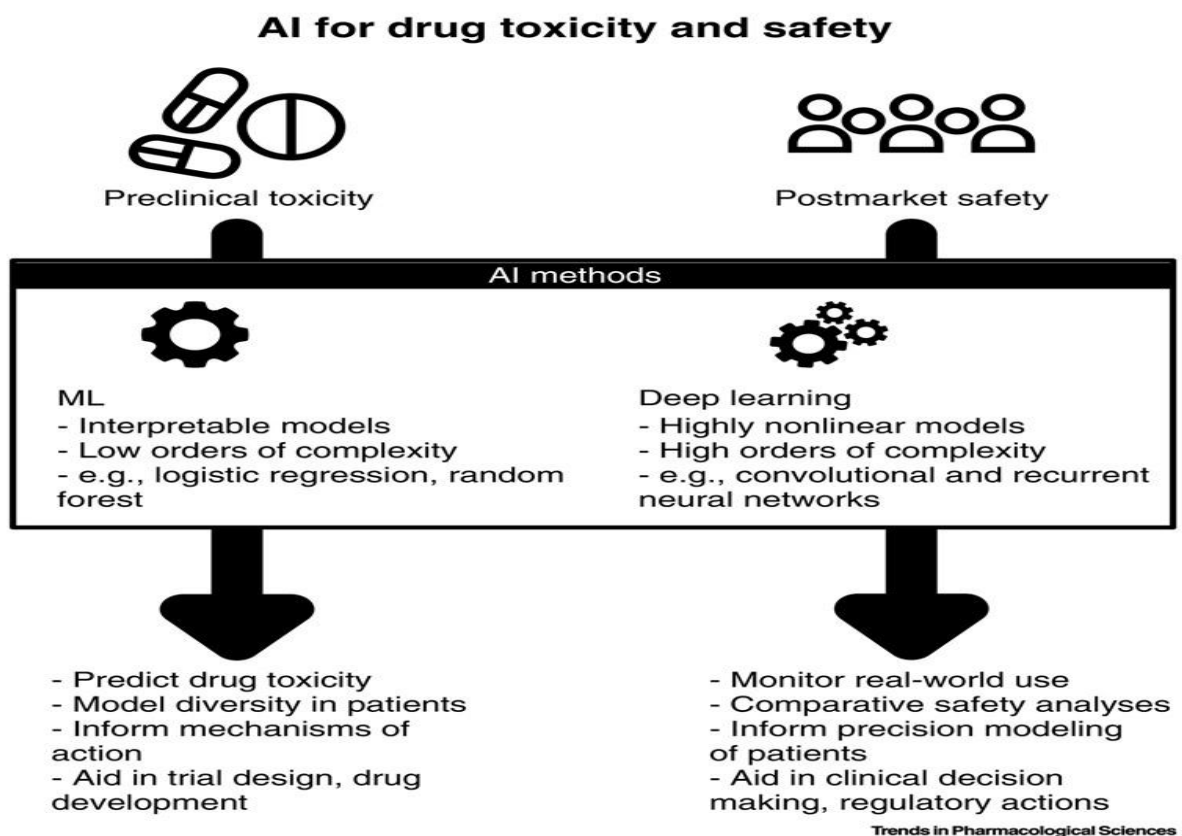 AI for drug toxicity and safety
Preclinical toxicity
Postmarket safety
AI methods
ML
- Interpretable models
- Low orders of complexity
- e.g., logistic regression, random
forest
Deep learning
- Highly nonlinear models
- High orders of complexity
- e.g., convolutional and recurrent
neural networks
- Predict drug toxicity
- Model diversity in patients
- Inform mechanisms of
action
- Aid in trial design, drug
development
- Monitor real-world use
- Comparative safety analyses
- Inform precision modeling
of patients
- Aid in clinical decision
making, regulatory actions
Trends in Pharmacological Sciences